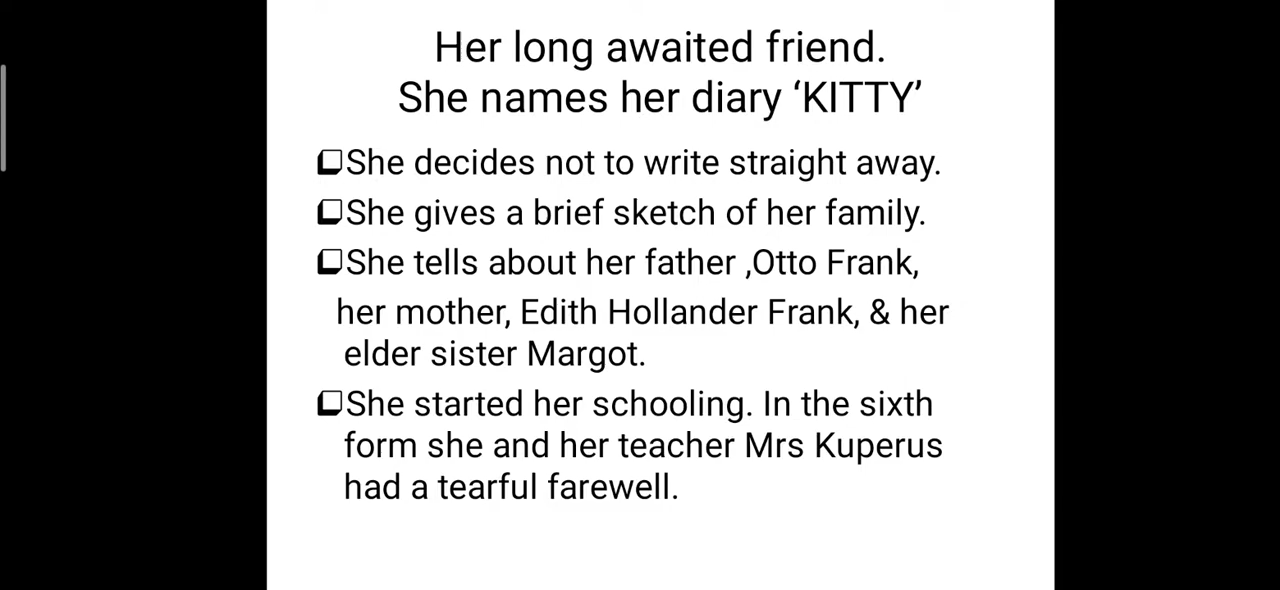 Her long awaited friend.
She names her diary ‘KITTY’
❑She decides not to write straight away.
❑She gives a brief sketch of her family.
❑She tells about her father ,Otto Frank,
her mother, Edith Hollander Frank, & her
elder sister Margot.
❑She started her schooling. In the sixth
form she and her teacher Mrs Kuperus
had a tearful farewell.